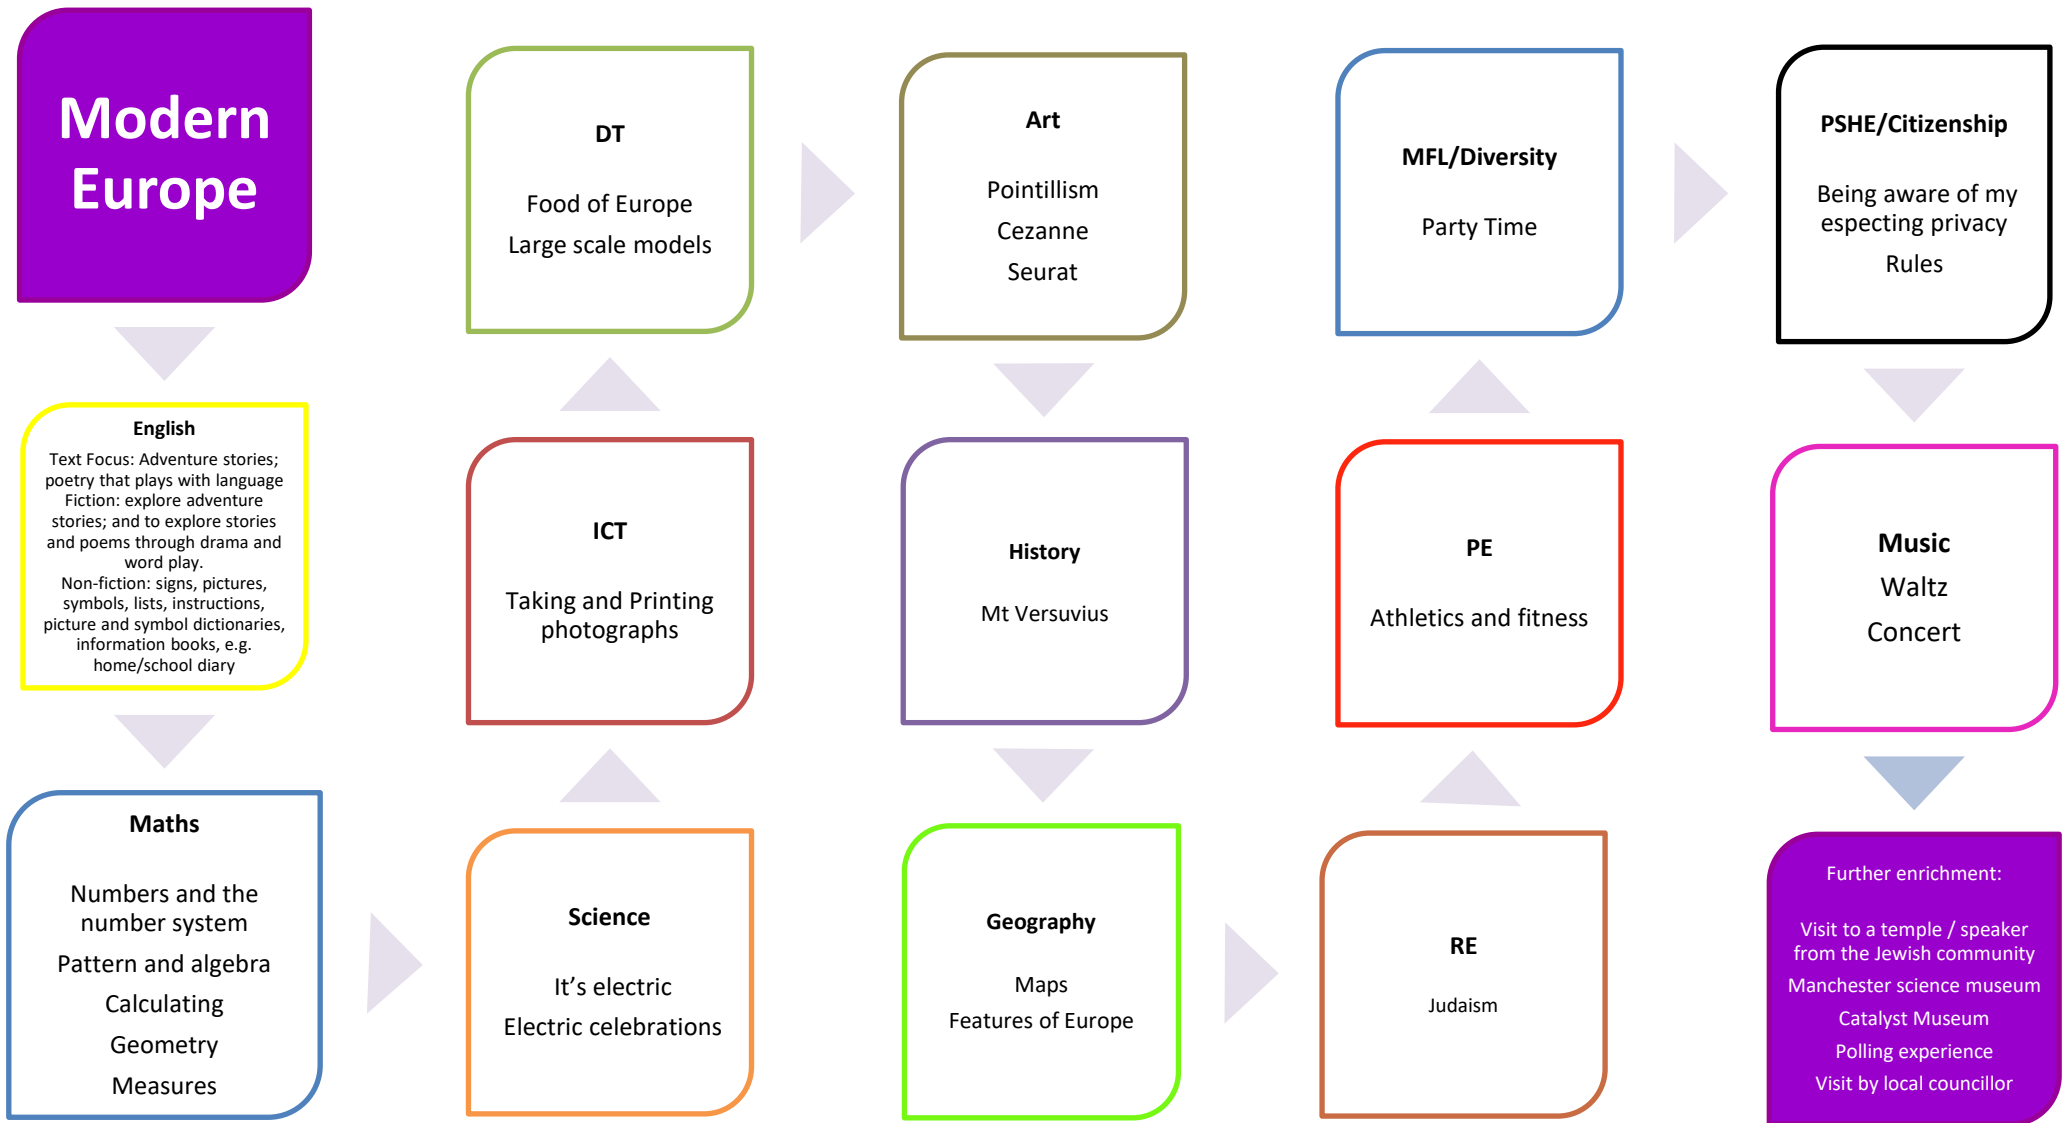 Modern
Europe
English
Text Focus: Adventure stories;
poetry that plays with language
Fiction: explore adventure
stories; and to explore stories
and poems through drama and
word play.
Non-fiction: signs, pictures,
symbols, lists, instructions,
picture and symbol dictionaries,
information books, e.g.
home/school diary
Maths
Numbers and the
number system
Pattern and algebra
Calculating
Geometry
Measures
Science
It’s electric
Electric celebrations
ICT
Taking and Printing
photographs
DT
Food of Europe
Large scale models
Art
Pointillism
Cezanne
Seurat
History
Mt Versuvius
Geography
Maps
Features of Europe
RE
Judaism
PE
Athletics and fitness
MFL/Diversity
Party Time
PSHE/Citizenship
Being aware of my
especting privacy
Rules
Music
Waltz
Concert
Further enrichment:
Visit to a temple / speaker
from the Jewish community
Manchester science museum
Catalyst Museum
Polling experience
Visit by local councillor